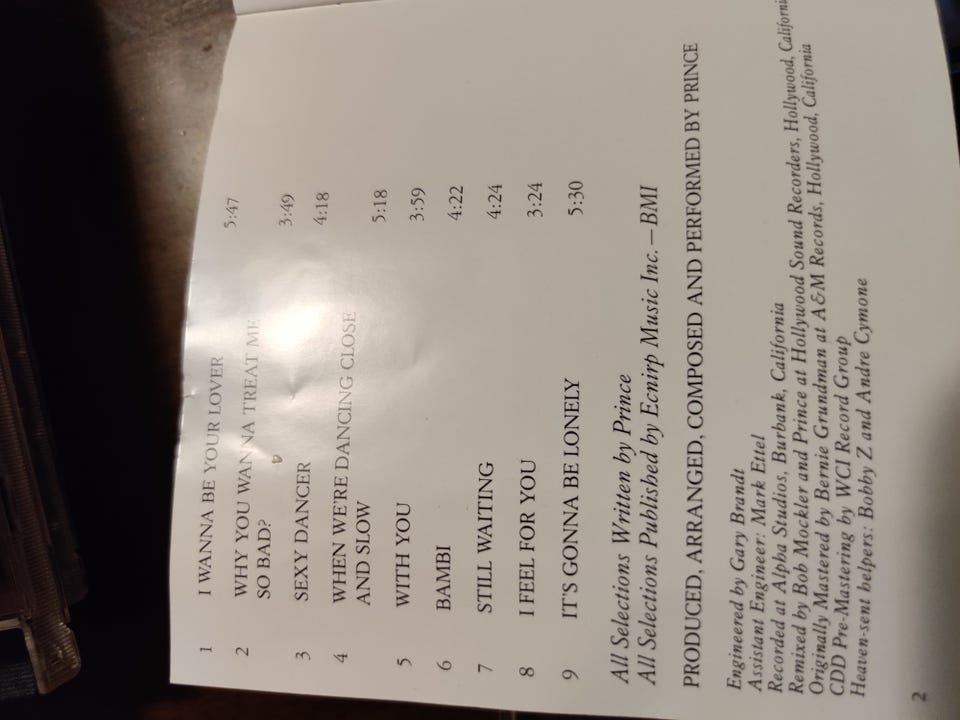 1 I WANNA BE YOUR LOVER 5:47
2 WHY YOU WANNA TREAT ME
SO BAD? 3:49
3 SEXY DANCER 4:18
4 WHEN WE'RE DANCING CLOSE
AND SLOW 5:18
5 WITH YOU 3:59
6 BAMBI 4:22
7 STILL WAITING 4:24
8 I FEEL FOR YOU 3:24
9 IT'S GONNA BE LONELY 5:30
All Selections Written by Prince
All Selections Published by Ecnirp Music Inc.—BMI
PRODUCED, ARRANGED, COMPOSED AND PERFORMED BY PRINCE
Engineered by Gary Brandt
Assistant Engineer: Mark Ettel
Recorded at Alpha Studios, Burbank, California
Remixed by Bob Mockler and Prince at Hollywood Sound Recorders, Hollywood, California
Originally Mastered by Bernie Grundman at A&M Records, Hollywood, California
CDD Pre-Mastering by WCI Record Group
Heaven-sent helpers: Bobby Z and Andre Cymone
2